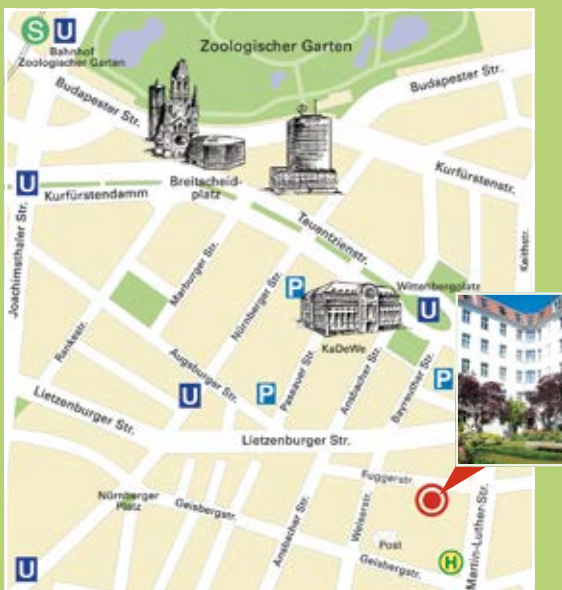 S U
Bahnhof
Zoologischer Garten
Zoologischer Garten
Budapester Str.
Budapester Str.
U
Kurfürstendamm
Breitscheid-
platz
Kurfürstenstr.
Tauentzienstr.
Joachimsthaler Str.
Keithstr.
Marburger Str.
Nürnberger Str.
P
Wittenbergplatz
U
KaDeWe
Rankestr.
Augsburger Str.
U
P
Passauer Str.
Ansbacher Str.
Bayreuther Str.
P
Lietzenburger Str.
Lietzenburger Str.
Fuggerstr.
Nürnberger
Platz
Geisbergstr.
Ansbacher Str.
Welserstr.
Post
Geisbergstr.
H
Martin-Luther-Str.
U